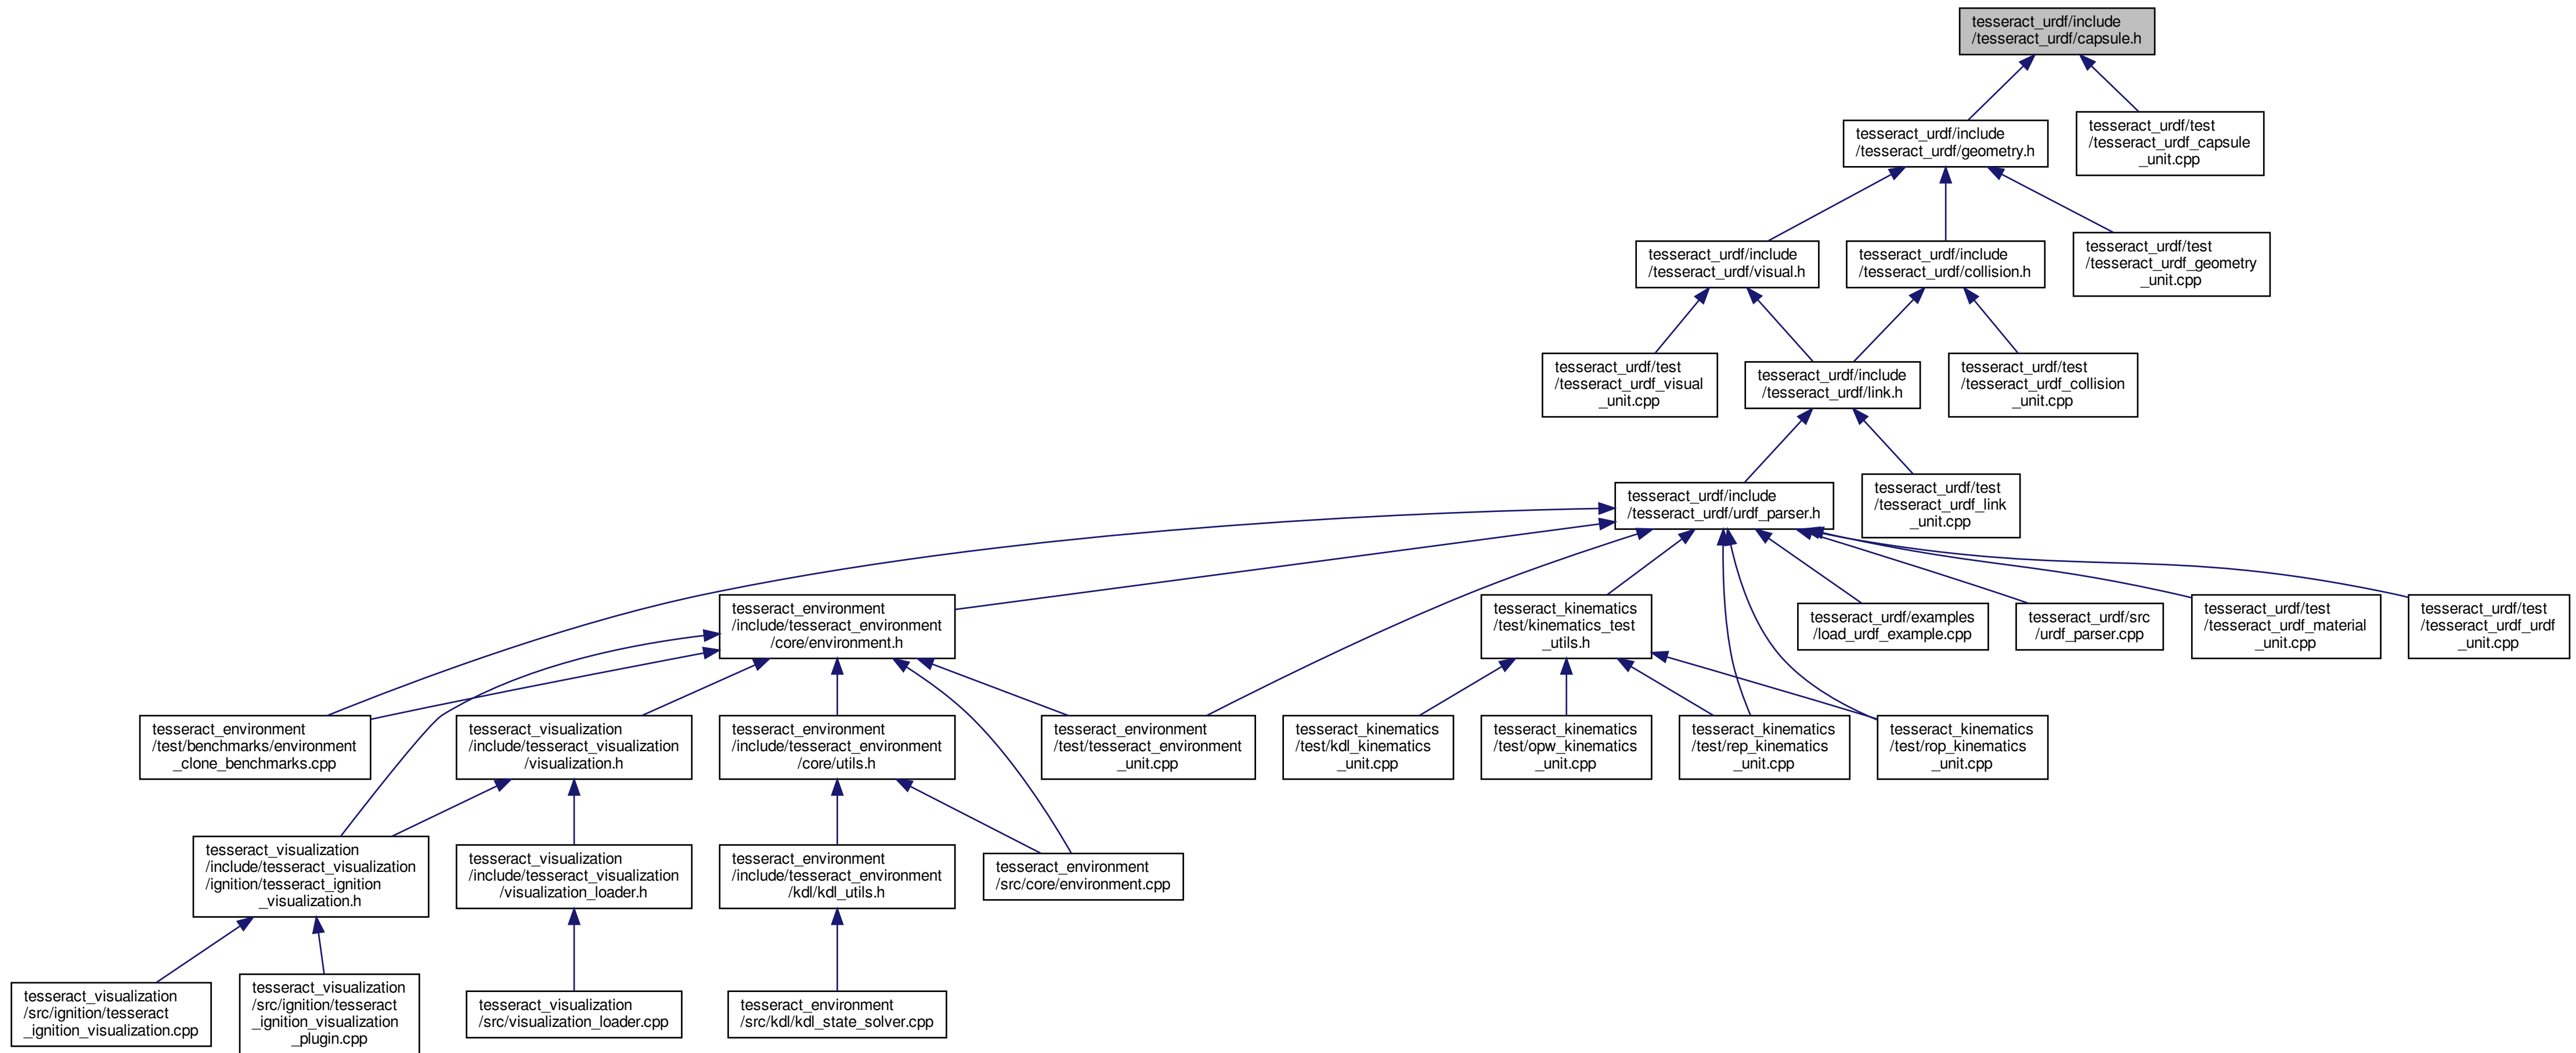 tesseract_urdf/include
/tesseract_urdf/capsule.h
tesseract_urdf/include
/tesseract_urdf/geometry.h
tesseract_urdf/test
/tesseract_urdf_capsule
_unit.cpp
tesseract_urdf/include
/tesseract_urdf/visual.h
tesseract_urdf/include
/tesseract_urdf/collision.h
tesseract_urdf/test
/tesseract_urdf_geometry
_unit.cpp
tesseract_urdf/test
/tesseract_urdf_visual
_unit.cpp
tesseract_urdf/include
/tesseract_urdf/link.h
tesseract_urdf/test
/tesseract_urdf_collision
_unit.cpp
tesseract_urdf/include
/tesseract_urdf/urdf_parser.h
tesseract_urdf/test
/tesseract_urdf_link
_unit.cpp
tesseract_environment
/include/tesseract_environment
/core/environment.h
tesseract_kinematics
/test/kinematics_test
_utils.h
tesseract_urdf/examples
/load_urdf_example.cpp
tesseract_urdf/src
/urdf_parser.cpp
tesseract_urdf/test
/tesseract_urdf_material
_unit.cpp
tesseract_urdf/test
/tesseract_urdf_urdf
_unit.cpp
tesseract_environment
/test/benchmarks/environment
_clone_benchmarks.cpp
tesseract_visualization
/include/tesseract_visualization
/visualization.h
tesseract_environment
/include/tesseract_environment
/core/utils.h
tesseract_environment
/test/tesseract_environment
_unit.cpp
tesseract_kinematics
/test/kdl_kinematics
_unit.cpp
tesseract_kinematics
/test/opw_kinematics
_unit.cpp
tesseract_kinematics
/test/rep_kinematics
_unit.cpp
tesseract_kinematics
/test/rop_kinematics
_unit.cpp
tesseract_visualization
/include/tesseract_visualization
/ignition/tesseract_ignition
_visualization.h
tesseract_visualization
/include/tesseract_visualization
/visualization_loader.h
tesseract_environment
/include/tesseract_environment
/kdl/kdl_utils.h
tesseract_environment
/src/core/environment.cpp
tesseract_visualization
/src/ignition/tesseract
_ignition_visualization.cpp
tesseract_visualization
/src/ignition/tesseract
_ignition_visualization
_plugin.cpp
tesseract_visualization
/src/visualization_loader.cpp
tesseract_environment
/src/kdl/kdl_state_solver.cpp